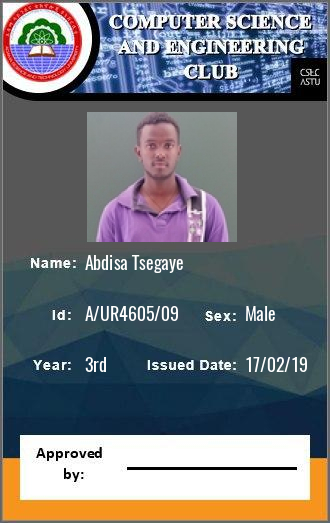 COMPUTER SCIENCE
AND ENGINEERING
CLUB
CSEC
ASTU
Name: Abdisa Tsegaye
Id: A/UR4605/09 Sex: Male
Year: 3rd Issued Date: 17/02/19
Approved
by: